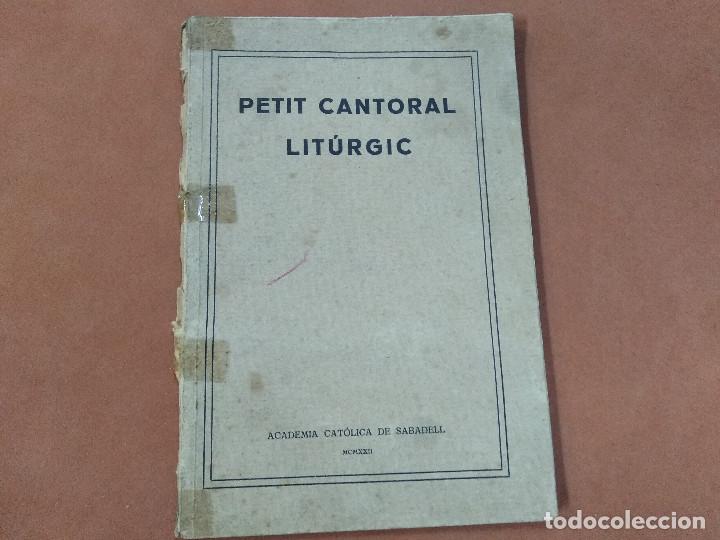 PETIT CANTORAL
LITÚRGIC
ACADEMIA CATÓLICA DE SABADELL
MCMXXII
todocoleccion